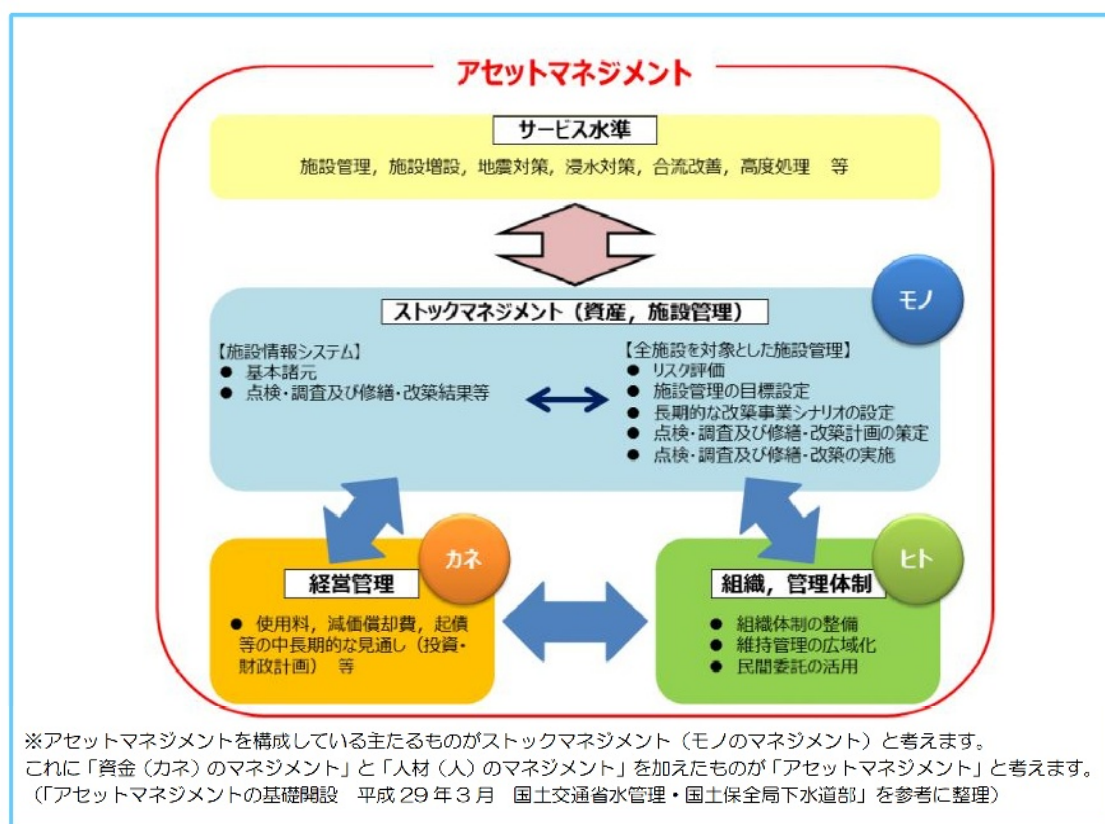 アセットマネジメント
サービス水準
施設管理，施設増設，地震対策，浸水対策，合流改善，高度処理　等
モノ
ストックマネジメント（資産，施設管理）
【施設情報システム】
● 基本諸元
● 点検・調査及び修繕・改築結果等
【全施設を対象とした施設管理】
● リスク評価
● 施設管理の目標設定
● 長期的な改築事業シナリオの設定
● 点検・調査及び修繕・改築計画の策定
● 点検・調査及び修繕・改築の実施
カネ
経営管理
● 使用料，減価償却費，起債
等の中長期的な見通し（投資・
財政計画）　等
ヒト
組織，管理体制
● 組織体制の整備
● 維持管理の広域化
● 民間委託の活用
※アセットマネジメントを構成している主たるものがストックマネジメント（モノのマネジメント）と考えます。
これに「資金（カネ）のマネジメント」と「人材（人）のマネジメント」を加えたものが「アセットマネジメント」と考えます。
（「アセットマネジメントの基礎開設　平成 29 年 3 月　国土交通省水管理・国土保全局下水道部」を参考に整理）